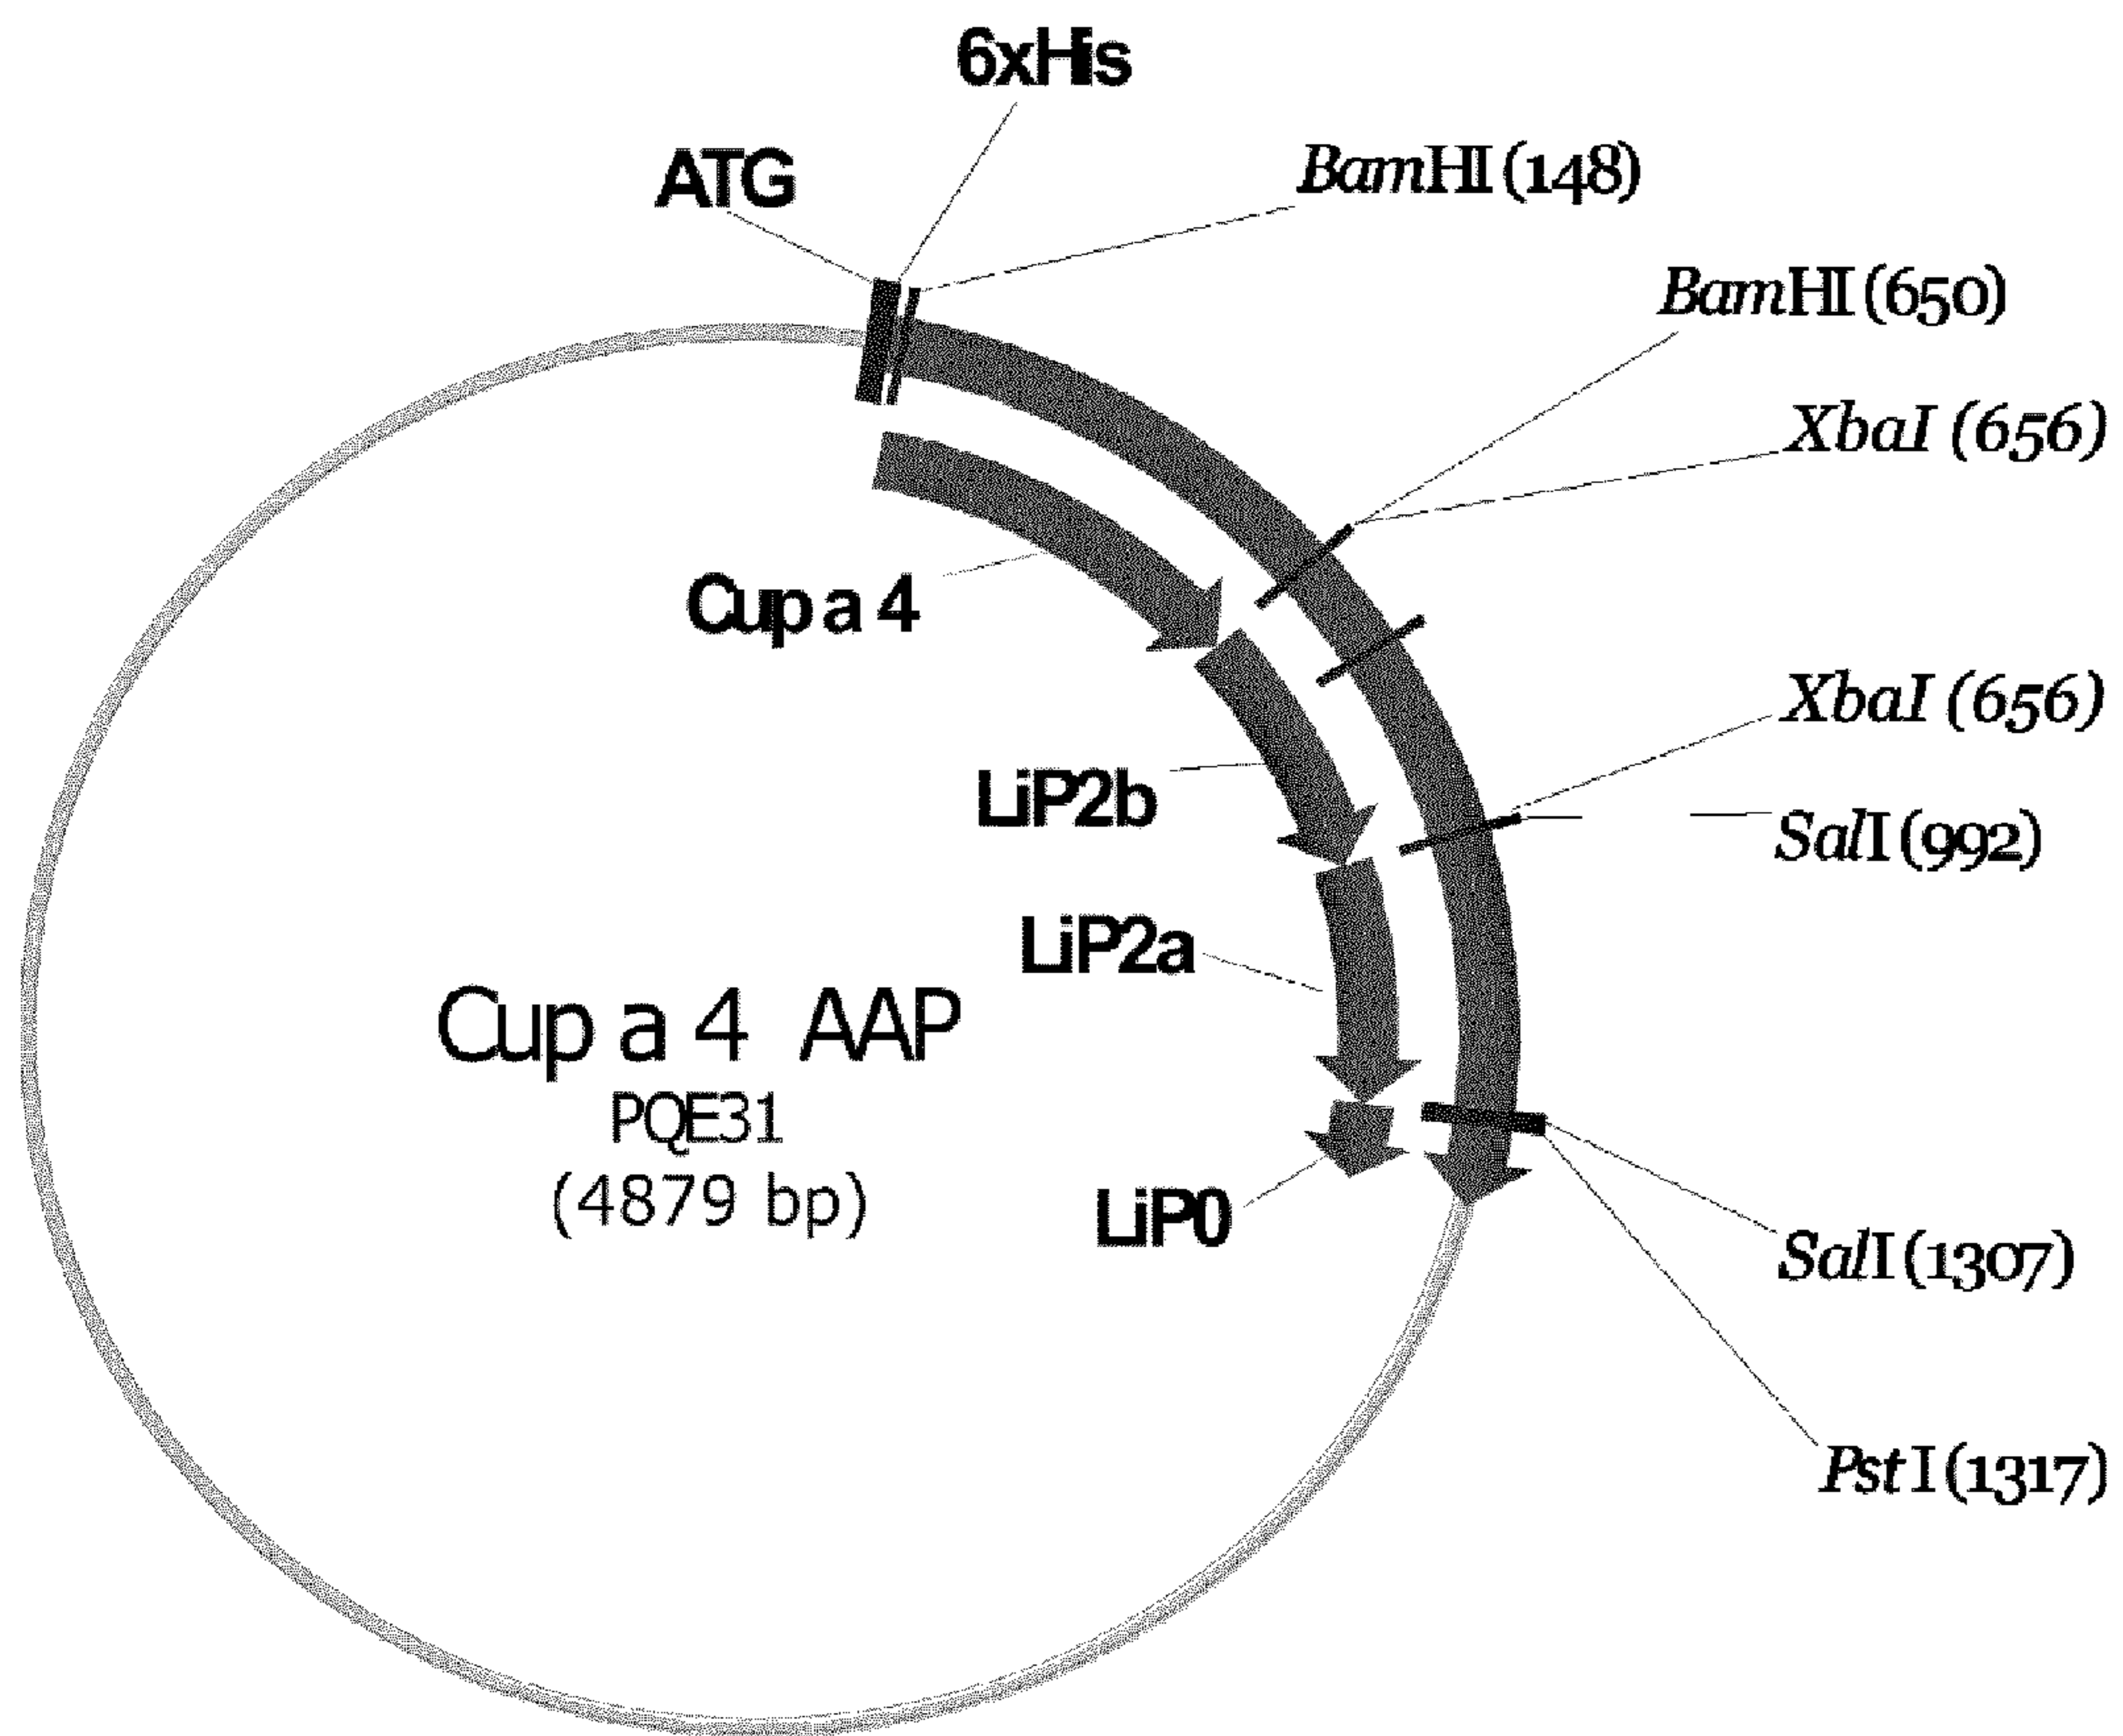 6xHis
ATG
BamHI (148)
BamHI (650)
XbaI (656)
Cup a 4
XbaI (656)
LiP2b
SalI (992)
LiP2a
Cup a 4 AAP
PQE31
(4879 bp)
LiP0
SalI (1307)
PstI (1317)